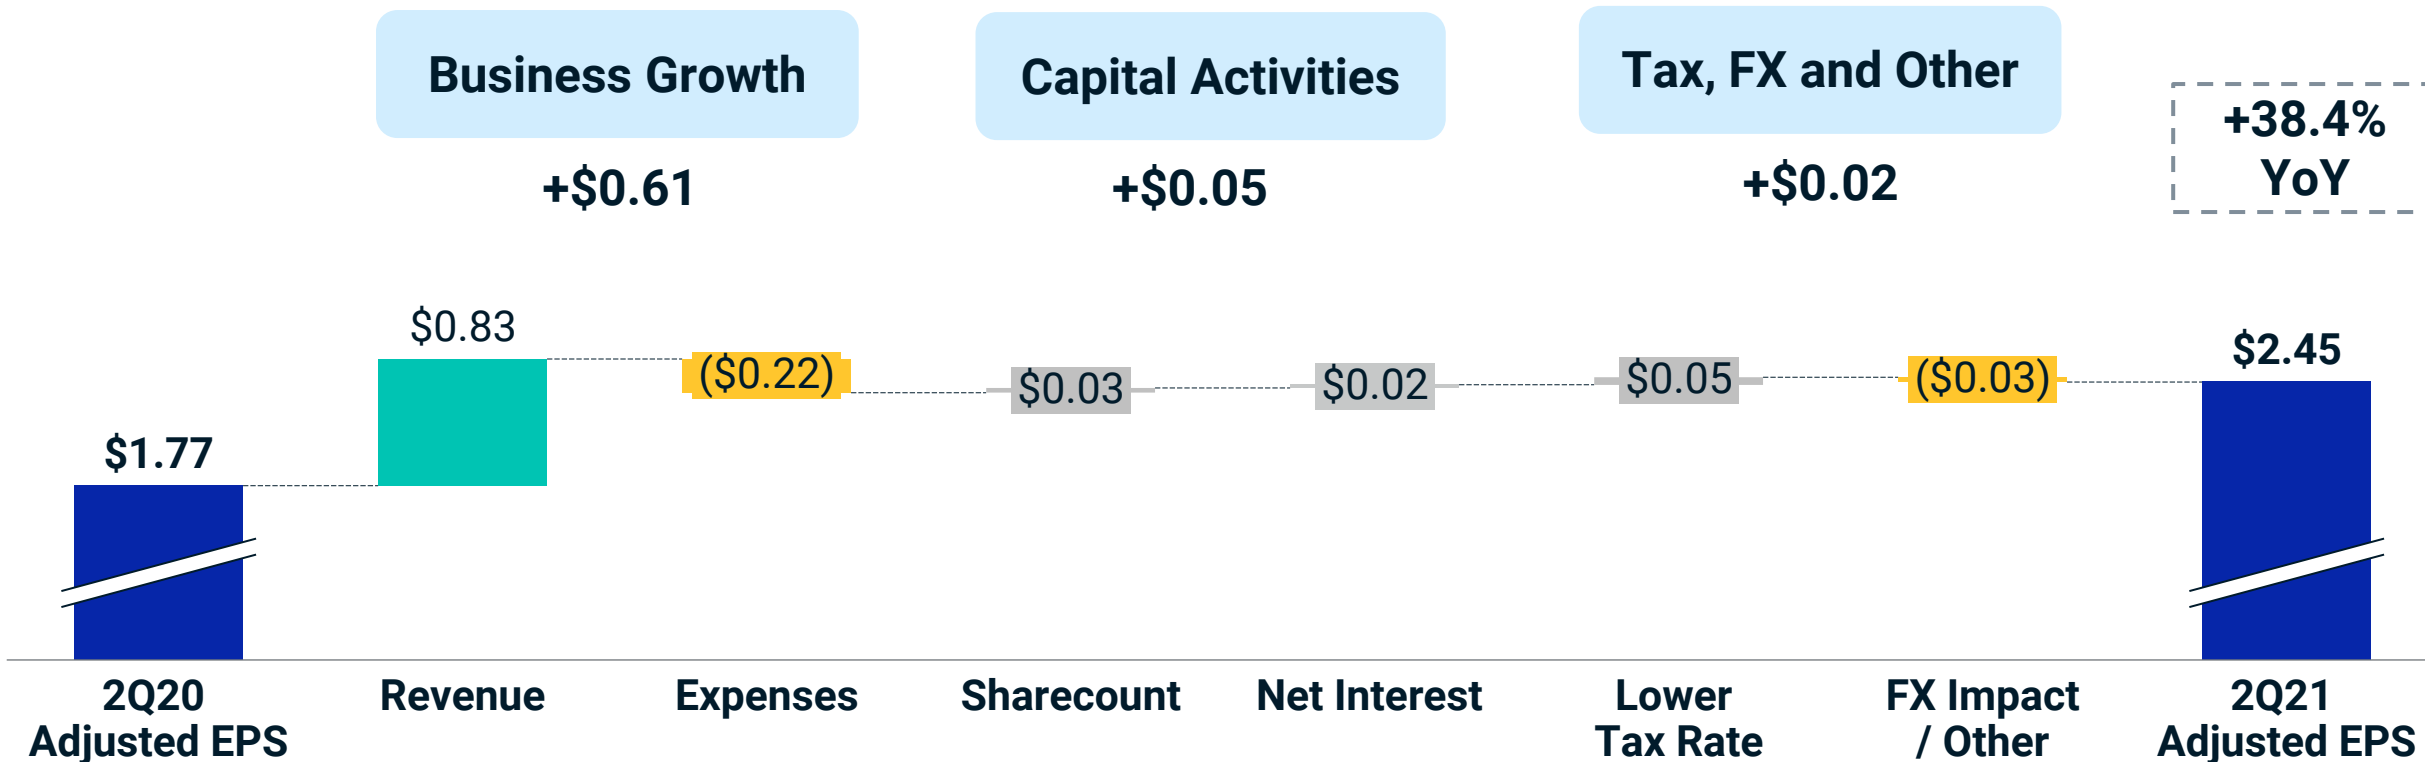 Business Growth
Capital Activities
Tax, FX and Other
+$0.61
+$0.05
+$0.02
+38.4%
YoY
$1.77
$0.83
($0.22)
$0.03
$0.02
$0.05
($0.03)
$2.45
2Q20
Adjusted EPS
Revenue
Expenses
Sharecount
Net Interest
Lower
Tax Rate
FX Impact
/ Other
2Q21
Adjusted EPS